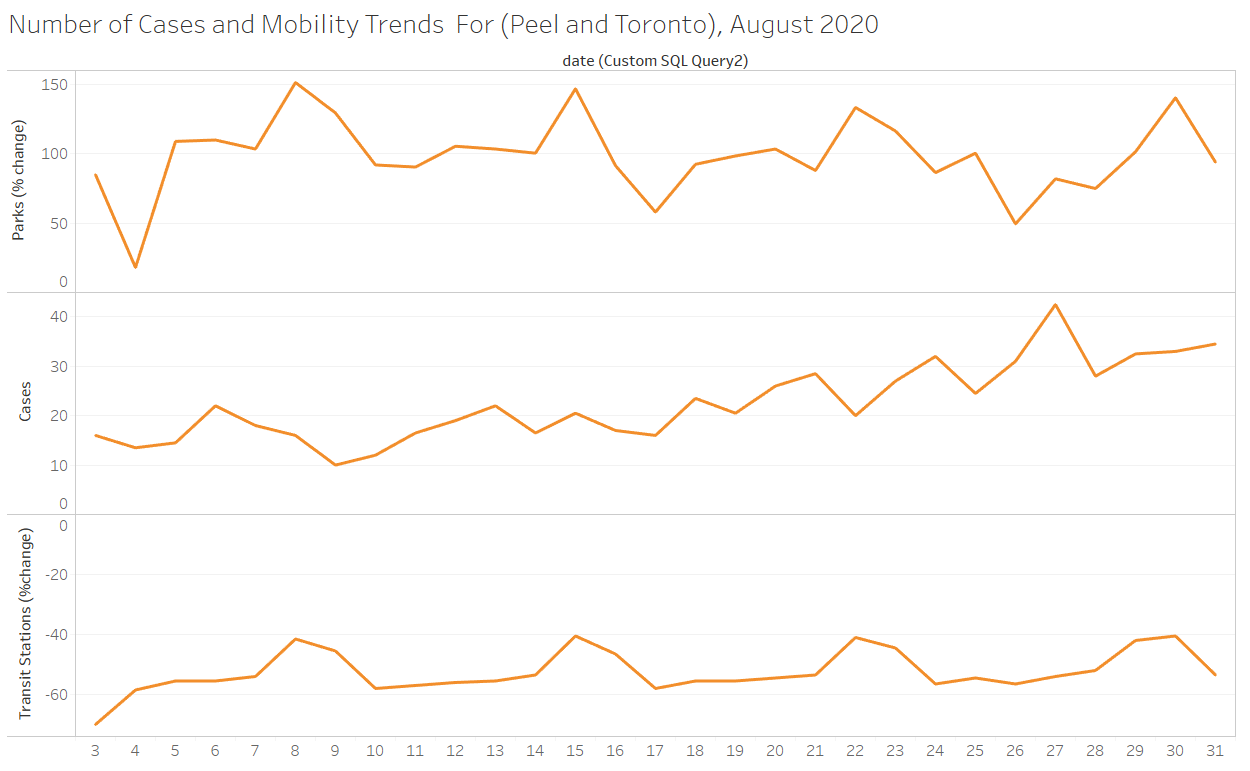 Number of Cases and Mobility Trends  For (Peel and Toronto), August 2020
date (Custom SQL Query2)
Parks (% change)
150
100
50
0
Cases
40
30
20
10
0
Transit Stations (%change)
0
-20
-40
-60
3 4 5 6 7 8 9 10 11 12 13 14 15 16 17 18 19 20 21 22 23 24 25 26 27 28 29 30 31